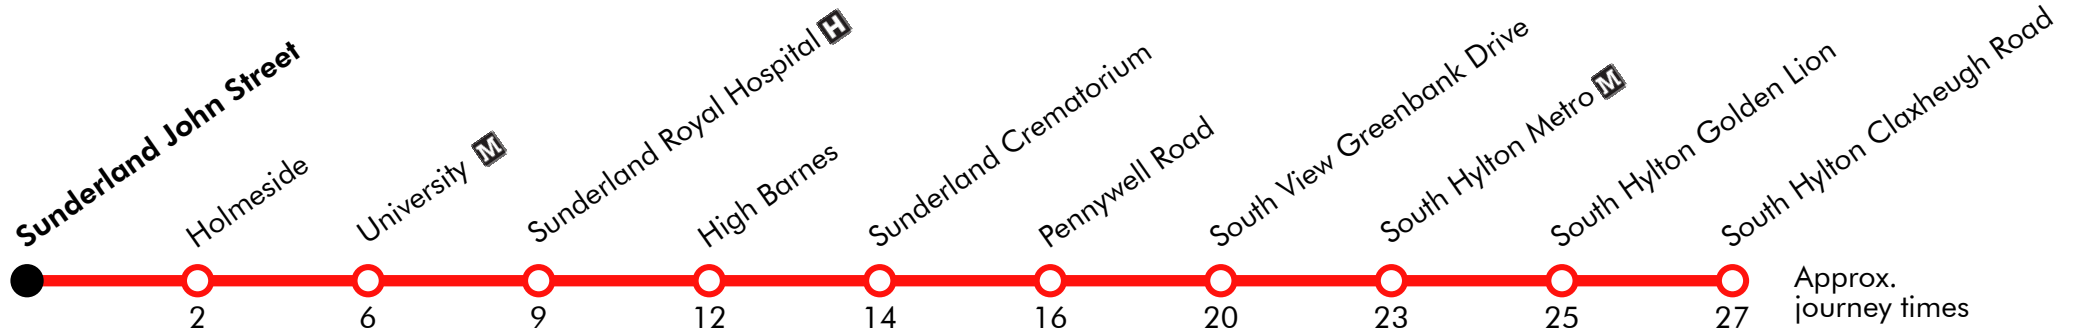 Sunderland John Street
Holmeside
University M
Sunderland Royal Hospital H
High Barnes
Sunderland Crematorium
Pennywell Road
South View Greenbank Drive
South Hylton Metro M
South Hylton Golden Lion
South Hylton Claxheugh Road
2 6 9 12 14 16 20 23 25 27
Approx.
journey times